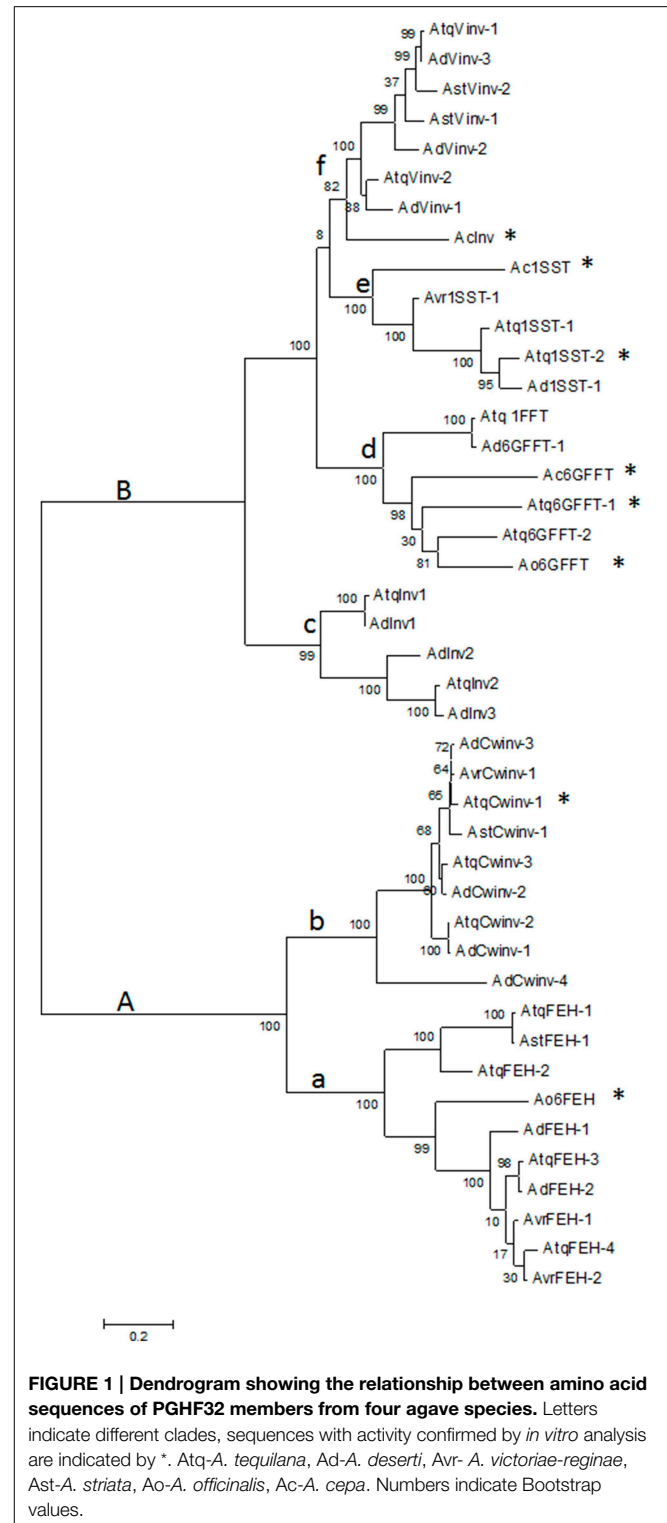 99 AtqVinv-1
99 AdVinv-3
37 AstVinv-2
99 AstVinv-1
AdVinv-2
f 100 AtqVinv-2
82 88 AdVinv-1
8 AcInv *
e Ac1SST *
100 Avr1SST-1
100 Atq1SST-1
100 100 Atq1SST-2 *
95 Ad1SST-1
100 Atq 1FFT
d Ad6GFFT-1
100 Ac6GFFT *
B 98 Atq6GFFT-1 *
30 Atq6GFFT-2
81 Ao6GFFT *
100 AtqInv1
c AdInv1
99 AdInv2
100 AtqInv2
100 AdInv3
72 AdCwinv-3
64 AvrCwinv-1
65 AtqCwinv-1 *
68 AstCwinv-1
100 AtqCwinv-3
60 AdCwinv-2
b 100 AtqCwinv-2
100 AdCwinv-1
AdCwinv-4
A 100 AtqFEH-1
100 100 AstFEH-1
a AtqFEH-2
100 Ao6FEH *
99 AdFEH-1
98 AtqFEH-3
100 AdFEH-2
10 AvrFEH-1
17 AtqFEH-4
30 AvrFEH-2
0.2
FIGURE 1 | Dendrogram showing the relationship between amino acid
sequences of PGHF32 members from four agave species. Letters
indicate different clades, sequences with activity confirmed by in vitro analysis
are indicated by *. Atq-A. tequilana, Ad-A. deserti, Avr- A. victoriae-reginae,
Ast-A. striata, Ao-A. officinalis, Ac-A. cepa. Numbers indicate Bootstrap
values.